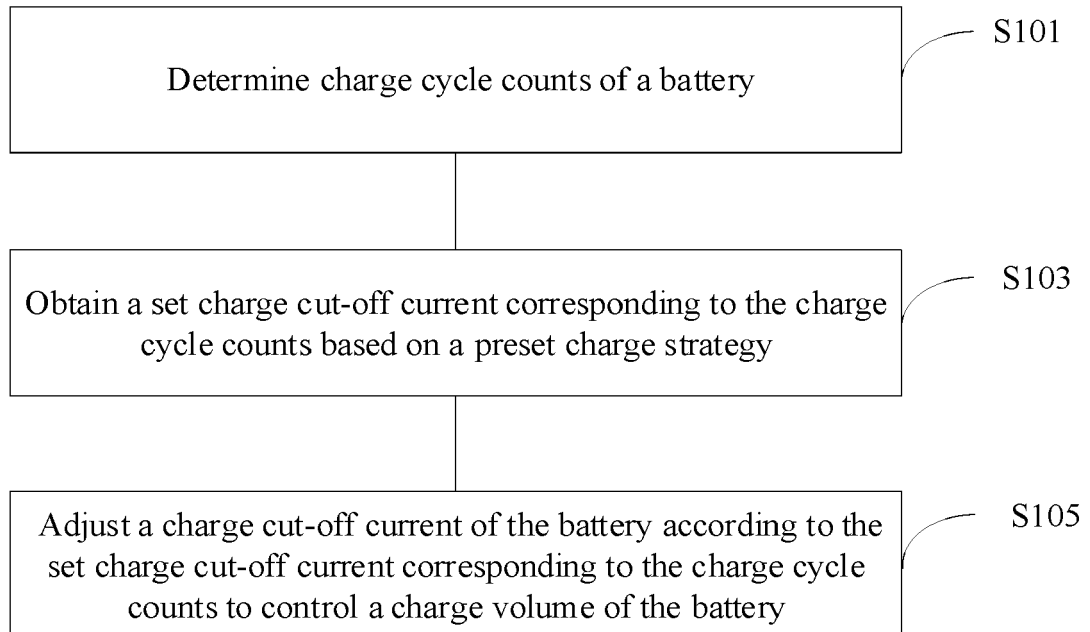 Determine charge cycle counts of a battery
S101
Obtain a set charge cut-off current corresponding to the charge
cycle counts based on a preset charge strategy
S103
Adjust a charge cut-off current of the battery according to the
set charge cut-off current corresponding to the charge cycle
counts to control a charge volume of the battery
S105